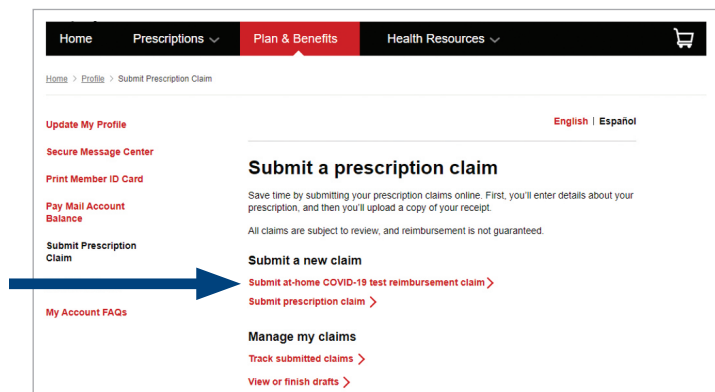 Home Prescriptions Plan & Benefits Health Resources
Home > Profile > Submit Prescription Claim
English | Español
Update My Profile
Secure Message Center
Print Member ID Card
Pay Mail Account
Balance
Submit Prescription
Claim
My Account FAQs
Submit a prescription claim
Save time by submitting your prescription claims online. First, you'll enter details about your
prescription, and then you'll upload a copy of your receipt.
All claims are subject to review, and reimbursement is not guaranteed.
Submit a new claim
Submit at-home COVID-19 test reimbursement claim >
Submit prescription claim >
Manage my claims
Track submitted claims >
View or finish drafts >